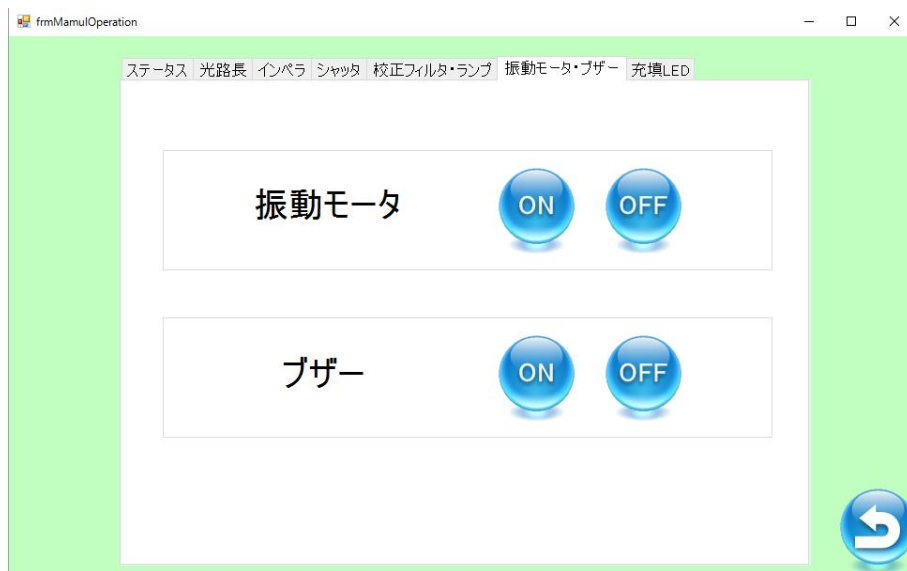 frmMamulOperation
ステータス 光路長 インペラ シャッタ 校正フィルタ・ランプ 振動モータ・ブザー 充填LED
振動モータ ON OFF
ブザー ON OFF